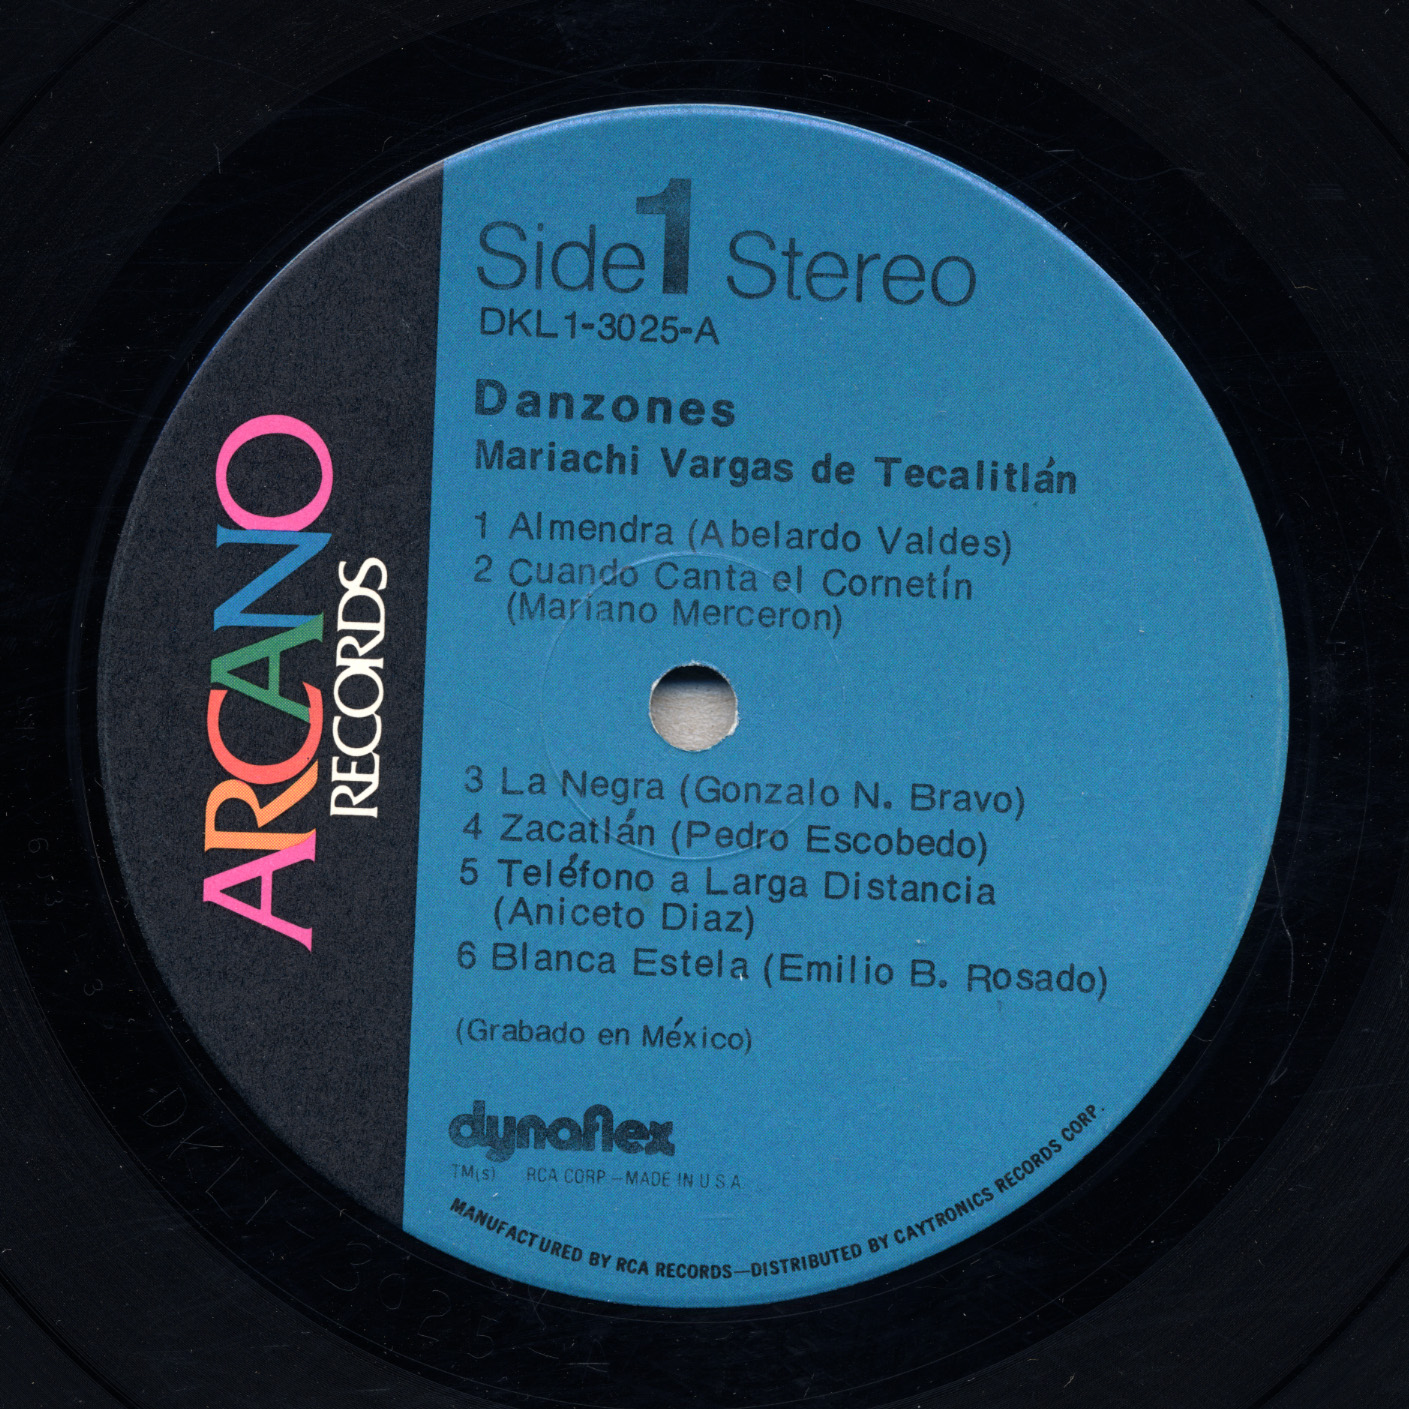 Side 1 Stereo
DKL1-3025-A
Danzones
Mariachi Vargas de Tecalitlán
1 Almendra (Abelardo Valdes)
2 Cuando Canta el Cornetín
(Mariano Merceron)
3 La Negra (Gonzalo N. Bravo)
4 Zacatlán (Pedro Escobedo)
5 Teléfono a Larga Distancia
(Aniceto Diaz)
6 Blanca Estela (Emilio B. Rosado)
(Grabado en México)
dynaflex
TM(s) RCA CORP—MADE IN U.S.A.
MANUFACTURED BY RCA RECORDS—DISTRIBUTED BY CAYTRONICS RECORDS CORP.
ARCANO
RECORDS